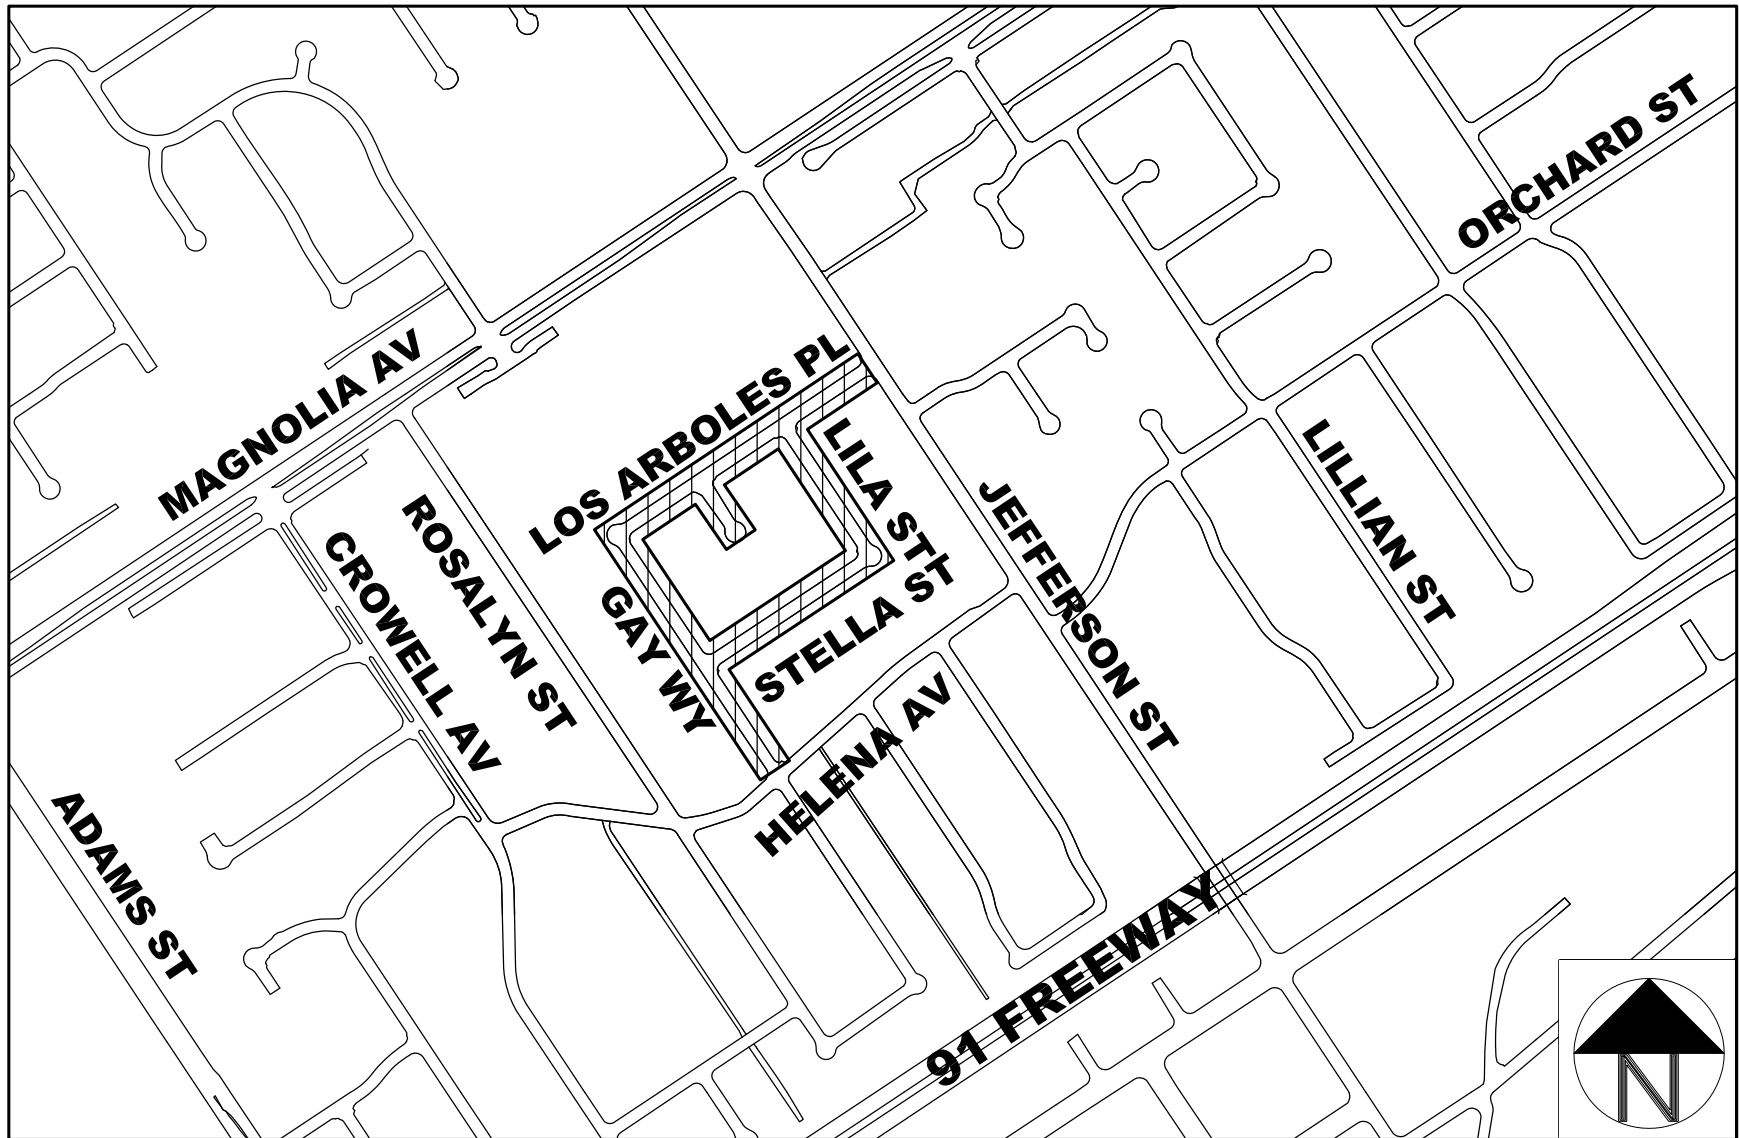 ORCHARD ST
MAGNOLIA AV
LOS ARBOLES PL
LILA ST
LILLIAN ST
ROSALYN ST
CROWELL AV
JEFFERSON ST
GAY WY
STELLA ST
HELENA AV
ADAMS ST
91 FREEWAY
N